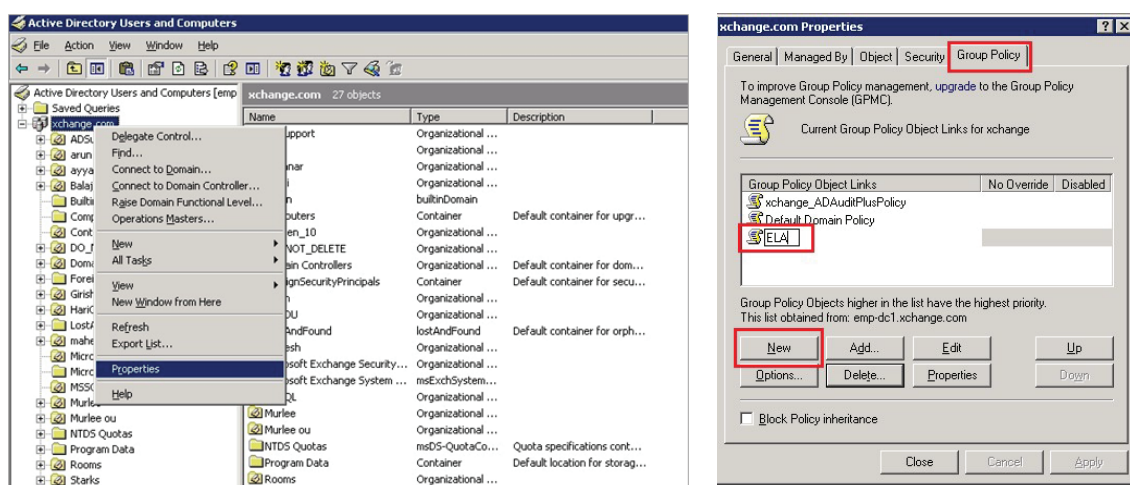 Active Directory Users and Computers
File Action View Window Help
Active Directory Users and Computers [emp
Saved Queries
xchange.com
arun
ayya
Balaj
Builti
Comp
Cont
DO_
Doma
Forei
Girish
HariC
Lost
mahe
Micro
Micro
MSSC
Murlee
Murlee ou
NTDS Quotas
Program Data
Rooms
Starks
Delegate Control...
Find...
Connect to Domain...
Connect to Domain Controller...
Raise Domain Functional Level...
Operations Masters...
New
All Tasks
View
New Window from Here
Refresh
Export List...
Properties
Help
xchange.com 27 objects
Name Type Description
upport Organizational ...
Organizational ...
nar Organizational ...
i Organizational ...
n builtinDomain
outers Container Default container for upgr...
en_10 Organizational ...
NOT_DELETE Organizational ...
ain Controllers Organizational ... Default container for dom...
ignSecurityPrincipals Container Default container for secu...
Organizational ...
OU Organizational ...
AndFound lostAndFound Default container for orph...
esh Organizational ...
osoft Exchange Security... Organizational ...
osoft Exchange System ... msExchSystem...
QL Organizational ...
Murlee Organizational ...
Murlee ou Organizational ...
NTDS Quotas msDS-QuotaCo... Quota specifications cont...
Program Data Container Default location for storag...
Rooms Organizational ...
xchange.com Properties
General Managed By Object Security Group Policy
To improve Group Policy management, upgrade to the Group Policy
Management Console (GPMC).
Current Group Policy Object Links for xchange
Group Policy Object Links No Override Disabled
xchange_ADAuditPlusPolicy
Default Domain Policy
ELA
Group Policy Objects higher in the list have the highest priority.
This list obtained from: emp-dc1.xchange.com
New Add... Edit Up
Options... Delete... Properties Down
Block Policy inheritance
Close Cancel Apply